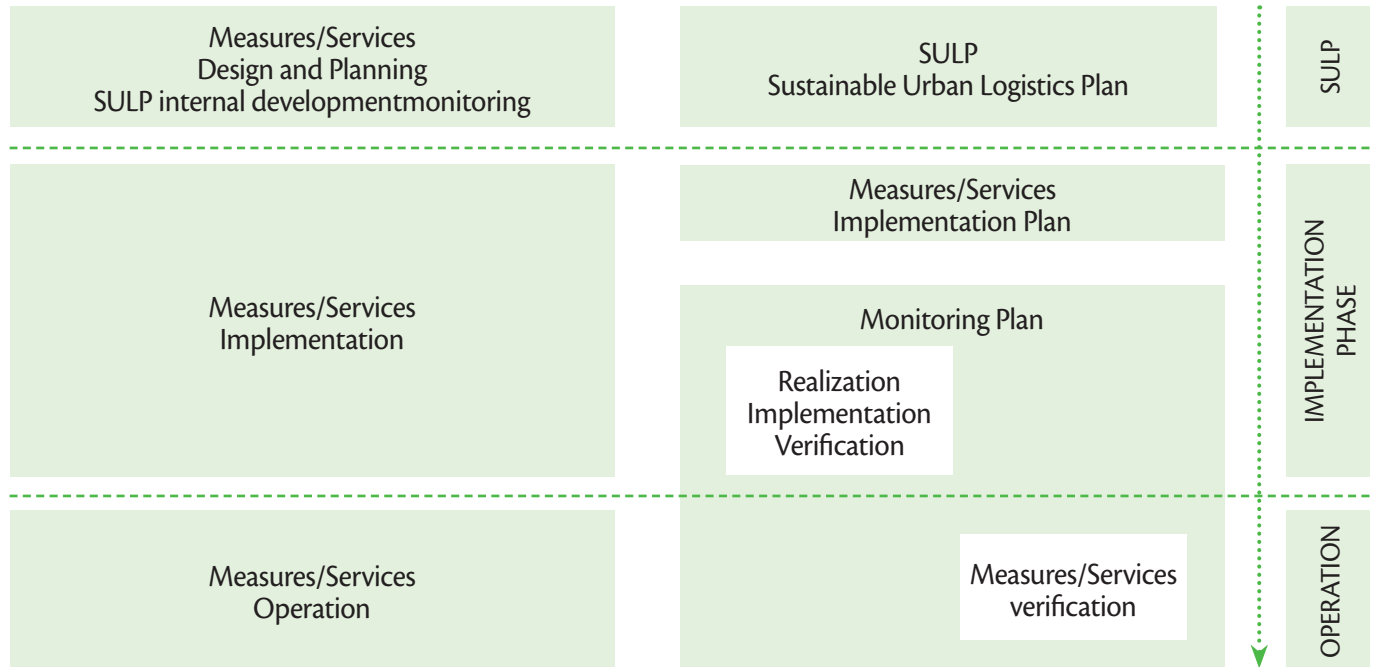 Measures/Services
Design and Planning
SULP internal developmentmonitoring
SULP
Sustainable Urban Logistics Plan
SULP
Measures/Services
Implementation
Measures/Services
Implementation Plan
Monitoring Plan
Realization
Implementation
Verification
IMPLEMENTATION
PHASE
Measures/Services
Operation
Measures/Services
verification
OPERATION